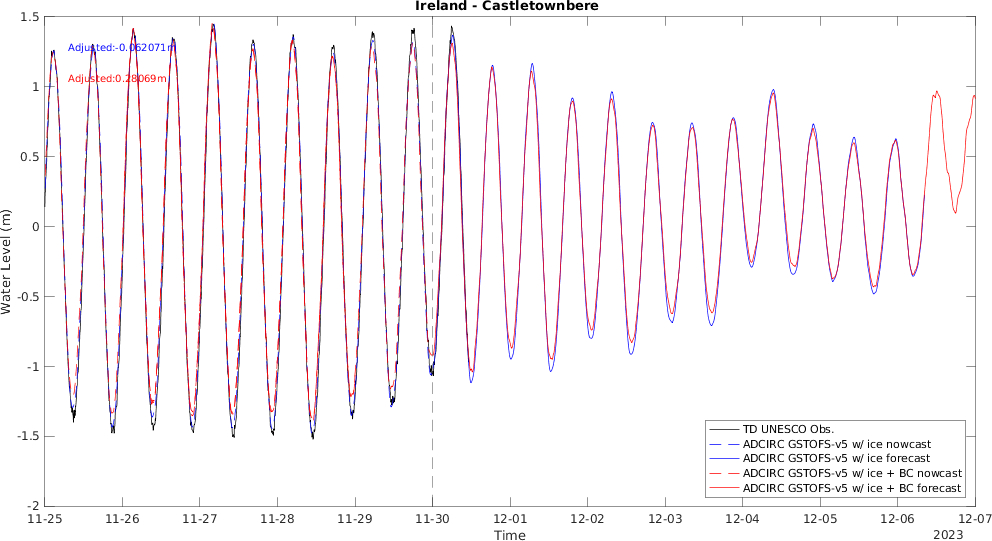 Ireland - Castletownbere
Adjusted:-0.062071m
Adjusted:0.28069m
Water Level (m)
1.5
1
0.5
0
-0.5
-1
-1.5
-2
TD UNESCO Obs.
ADCIRC GSTOFS-v5 w/ ice nowcast
ADCIRC GSTOFS-v5 w/ ice forecast
ADCIRC GSTOFS-v5 w/ ice + BC nowcast
ADCIRC GSTOFS-v5 w/ ice + BC forecast
11-25 11-26 11-27 11-28 11-29 11-30 12-01 12-02 12-03 12-04 12-05 12-06 12-07
Time
2023